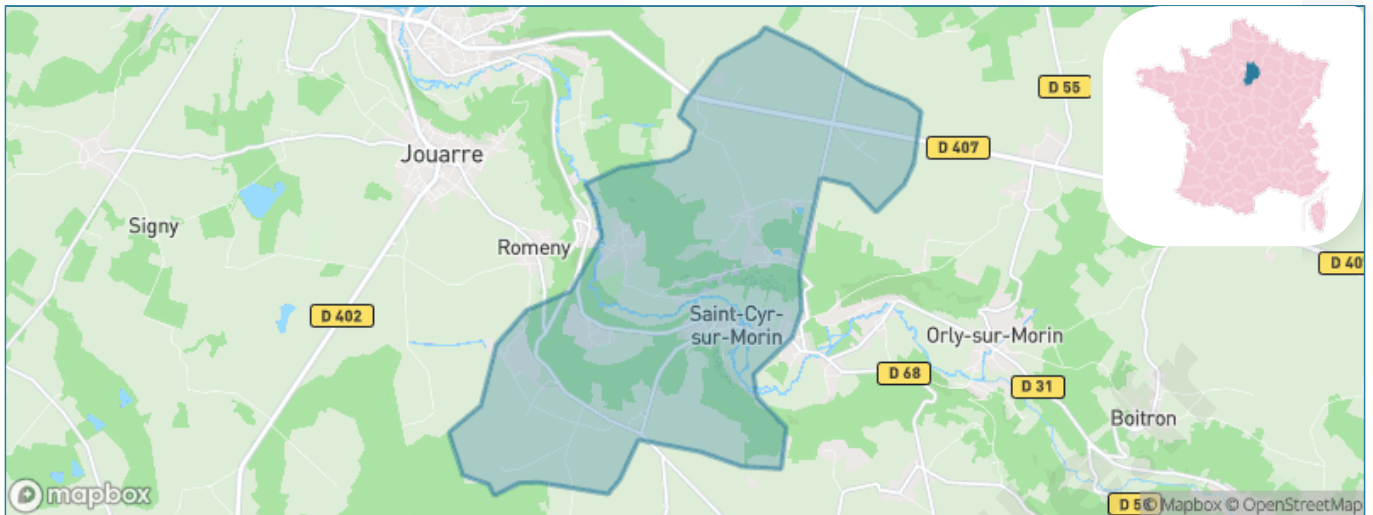 D 55
D 407
Jouarre
Signy
Romeny
D 40
D 402
Saint-Cyr-
sur-Morin
Orly-sur-Morin
D 68
D 31
Boitron
mapbox
D 5
© Mapbox © OpenStreetMap